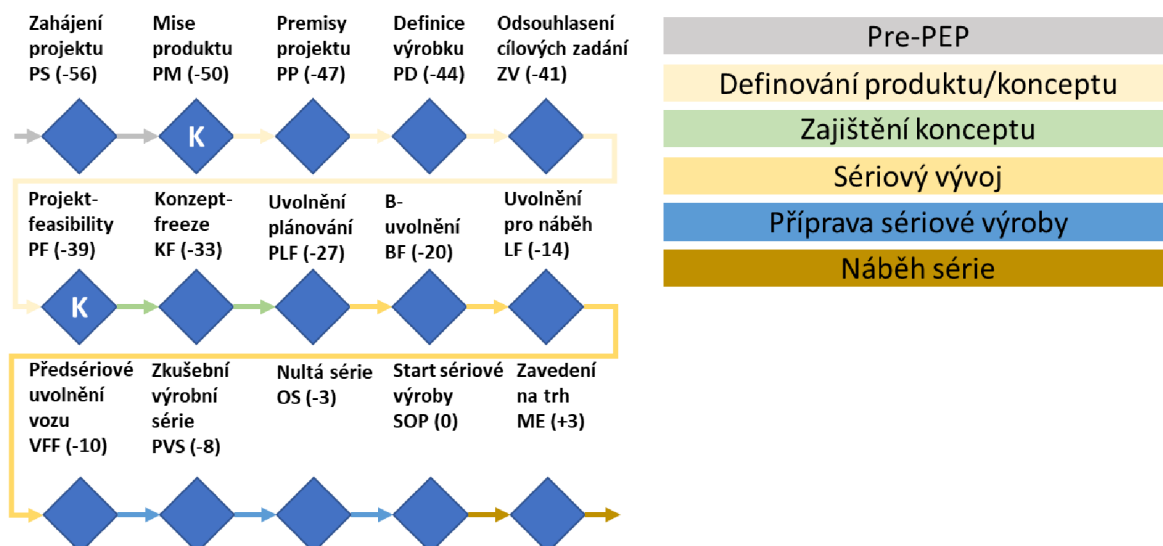 Zahájení
projektu
PS (-56)
Mise
produktu
PM (-50)
Premisy
projektu
PP (-47)
Definice
výrobku
PD (-44)
Odsouhlasení
cílových zadání
ZV (-41)
K
Projekt-
feasibility
PF (-39)
Konzept-
freeze
KF (-33)
Uvolnění
plánování
PLF (-27)
B-
uvolnění
BF (-20)
Uvolnění
pro náběh
LF (-14)
K
Předsériové
uvolnění
vozu
VFF (-10)
Zkušební
výrobní
série
PVS (-8)
Nultá série
OS (-3)
Start sériové
výroby
SOP (0)
Zavedení
na trh
ME (+3)
Pre-PEP
Definování produktu/konceptu
Zajištění konceptu
Sériový vývoj
Příprava sériové výroby
Náběh série